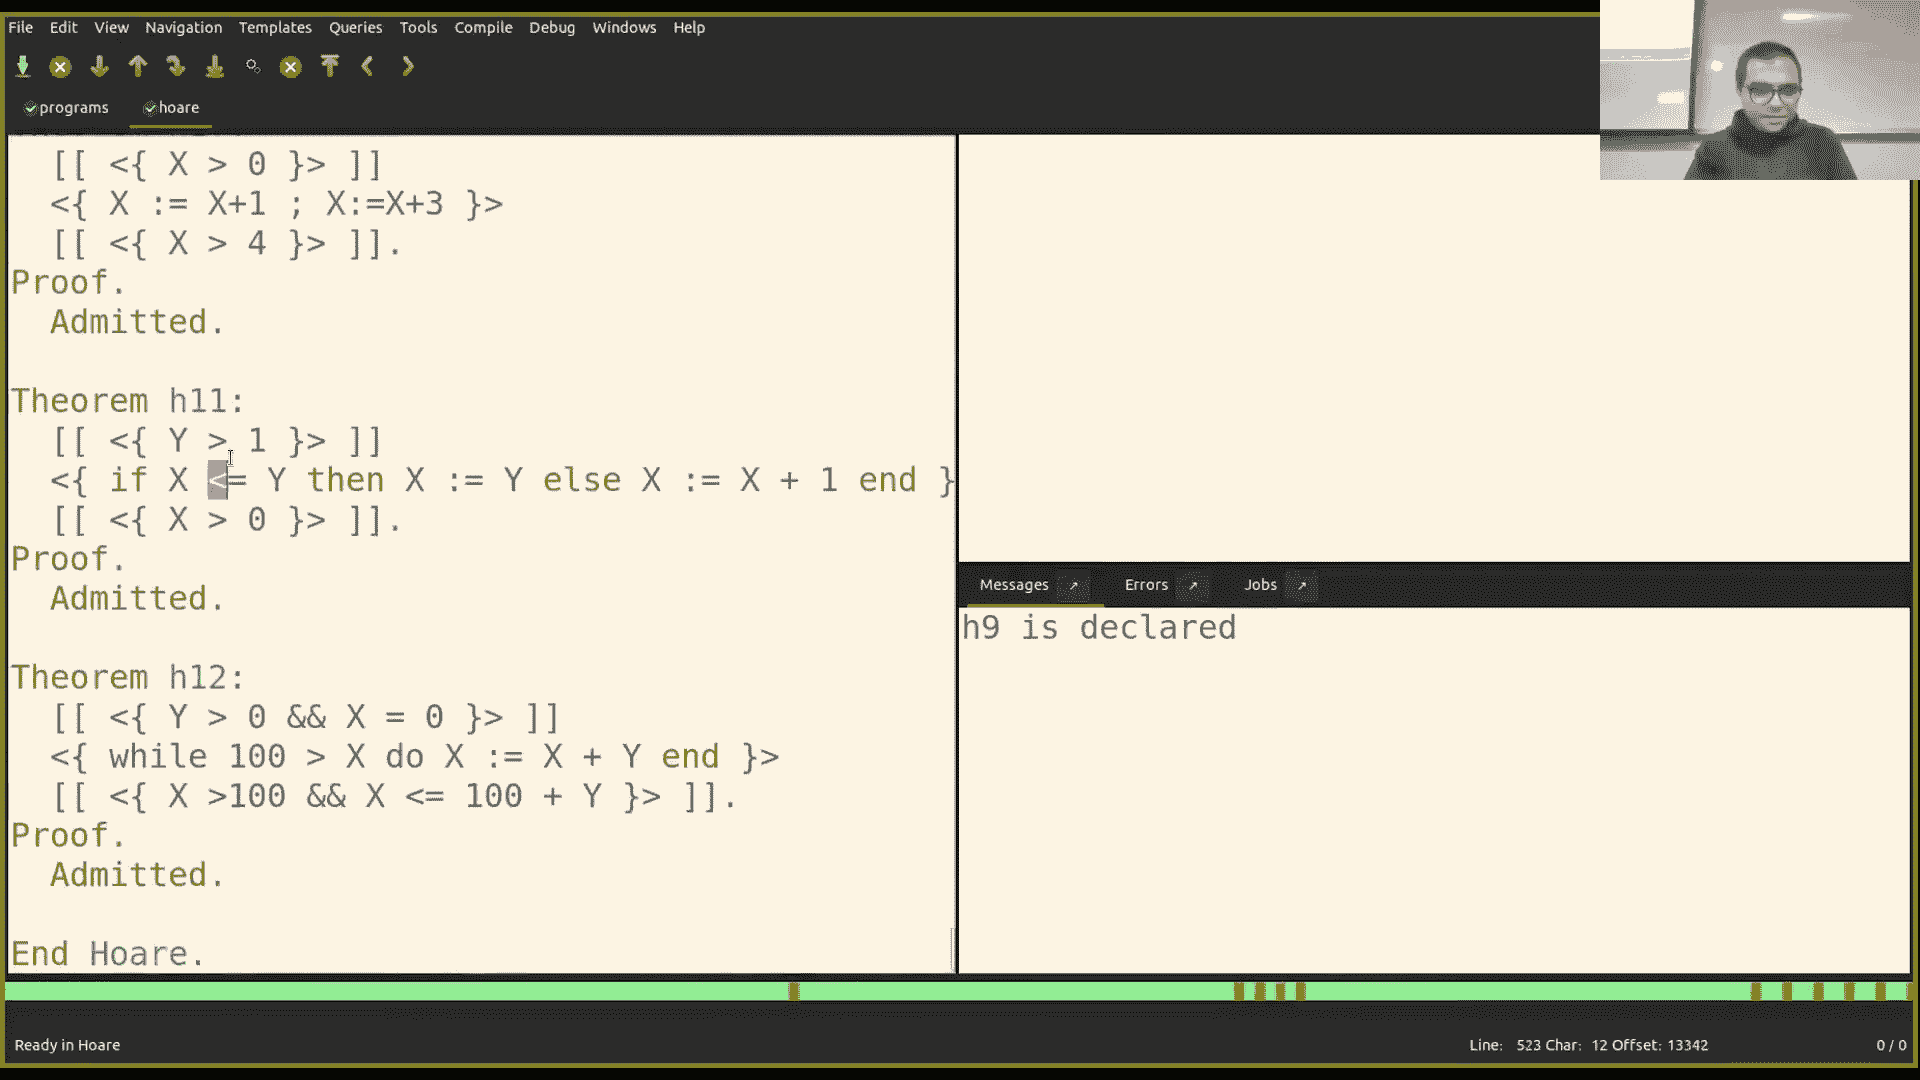 File Edit View Navigation Templates Queries Tools Compile Debug Windows Help
programs hoare
[[ <{ X > 0 }> ]]
<{ X := X+1 ; X:=X+3 }>
[[ <{ X > 4 }> ]].
Proof.
Admitted.
Theorem h11:
[[ <{ Y > 1 }> ]]
<{ if X <= Y then X := Y else X := X + 1 end }
[[ <{ X > 0 }> ]].
Proof.
Admitted.
Theorem h12:
[[ <{ Y > 0 && X = 0 }> ]]
<{ while 100 > X do X := X + Y end }>
[[ <{ X >100 && X <= 100 + Y }> ]].
Proof.
Admitted.
End Hoare.
Messages Errors Jobs
h9 is declared
Ready in Hoare
Line: 523 Char: 12 Offset: 13342 0 / 0